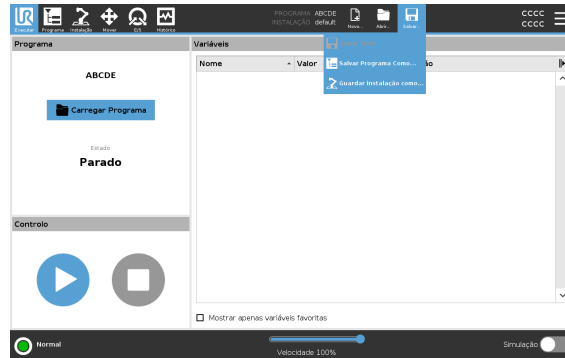 UR
PROGRAMA ABCDE
INSTALAÇÃO default
Executar Programa Instalação Mover E/S Histórico
Novo... Abrir... Salvar...
CCCC
CCCC
Programa
Variáveis
Salvar Programa Como...
Guardar Instalação como...
Nome
Valor
ão
ABCDE
Carregar Programa
Estado
Parado
Controlo
Mostrar apenas variáveis favoritas
Normal
Velocidade 100%
Simulação